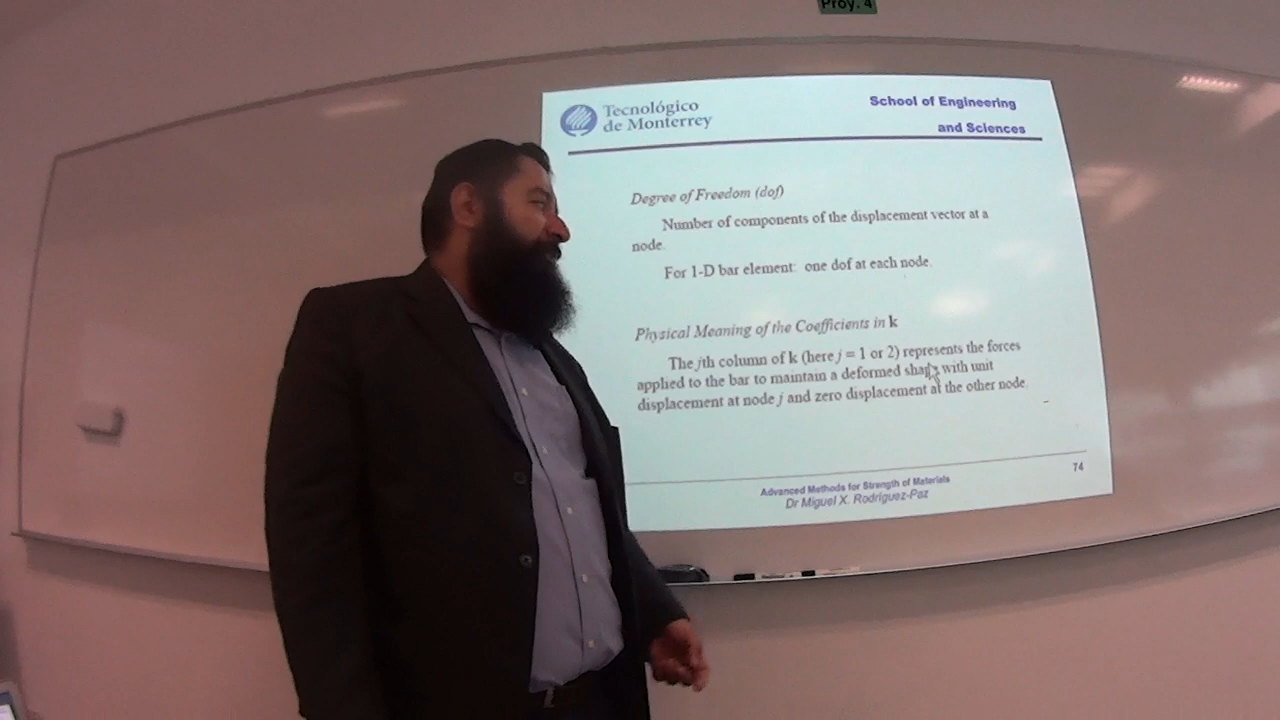 Proy. 4
Tecnológico
de Monterrey
School of Engineering
and Sciences
Degree of Freedom (dof)
Number of components of the displacement vector at a
node.
For 1-D bar element: one dof at each node.
Physical Meaning of the Coefficients in k
The jth column of k (here j = 1 or 2) represents the forces
applied to the bar to maintain a deformed shape with unit
displacement at node j and zero displacement at the other node.
74
Advanced Methods for Strength of Materials
Dr Miguel X. Rodríguez-Paz